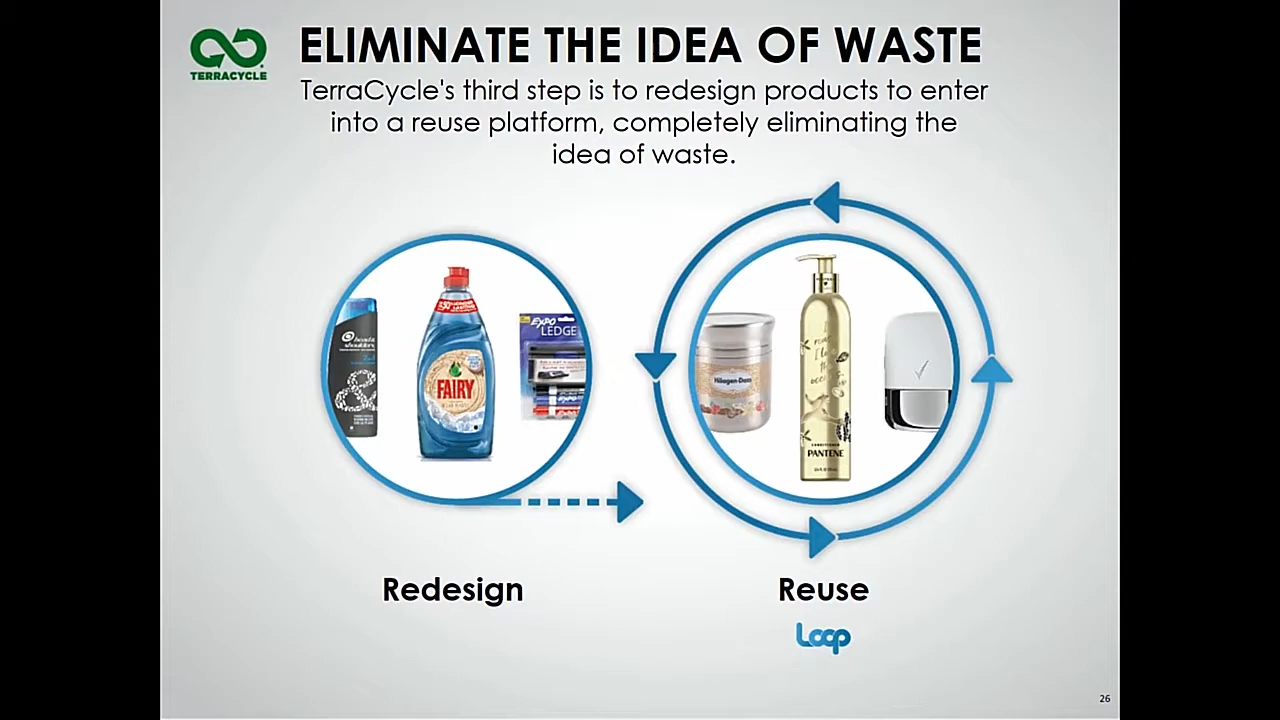 TERRACYCLE
ELIMINATE THE IDEA OF WASTE
TerraCycle's third step is to redesign products to enter
into a reuse platform, completely eliminating the
idea of waste.
head &
shoulders
&
FAIRY
EXPO
LEDGE
Häagen-Dazs
CONDITIONER
PANTENE
Redesign
Reuse
Loop
26